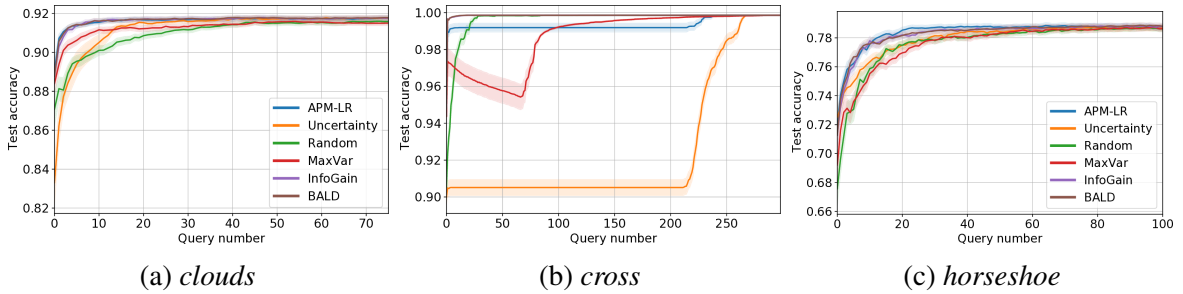 Test accuracy
0.92
0.90
0.88
0.86
0.84
0.82
APM-LR
Uncertainty
Random
MaxVar
InfoGain
BALD
0 10 20 30 40 50 60 70
Query number
(a) clouds
Test accuracy
1.00
0.98
0.96
0.94
0.92
0.90
0 50 100 150 200 250
Query number
(b) cross
Test accuracy
0.78
0.76
0.74
0.72
0.70
0.68
0.66
APM-LR
Uncertainty
Random
MaxVar
InfoGain
BALD
0 20 40 60 80 100
Query number
(c) horseshoe